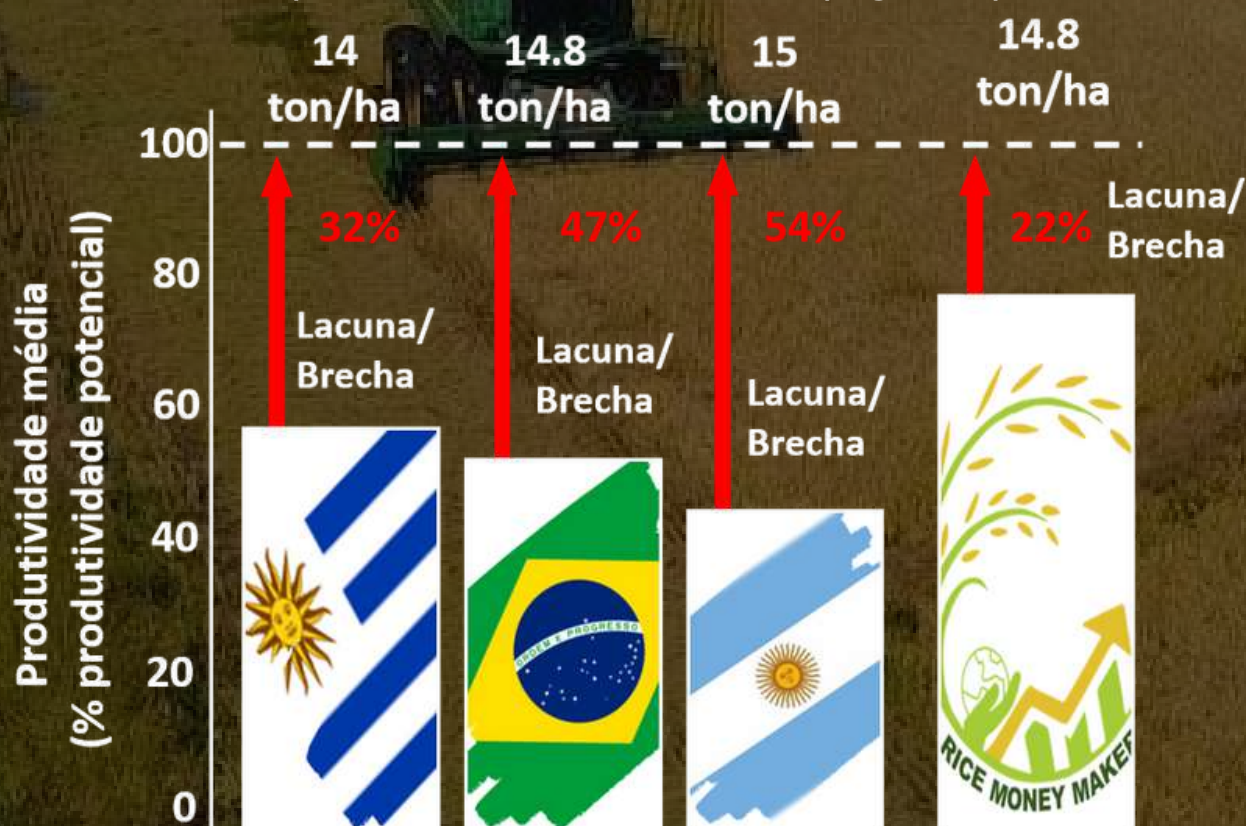 14
ton/ha
14.8
ton/ha
15
ton/ha
14.8
ton/ha
100
80
60
40
20
0
Produtividade média
(% produtividade potencial)
32%
Lacuna/
Brecha
47%
Lacuna/
Brecha
54%
Lacuna/
Brecha
22%
Lacuna/
Brecha
ORDEM E PROGRESSO
RICE MONEY MAKER